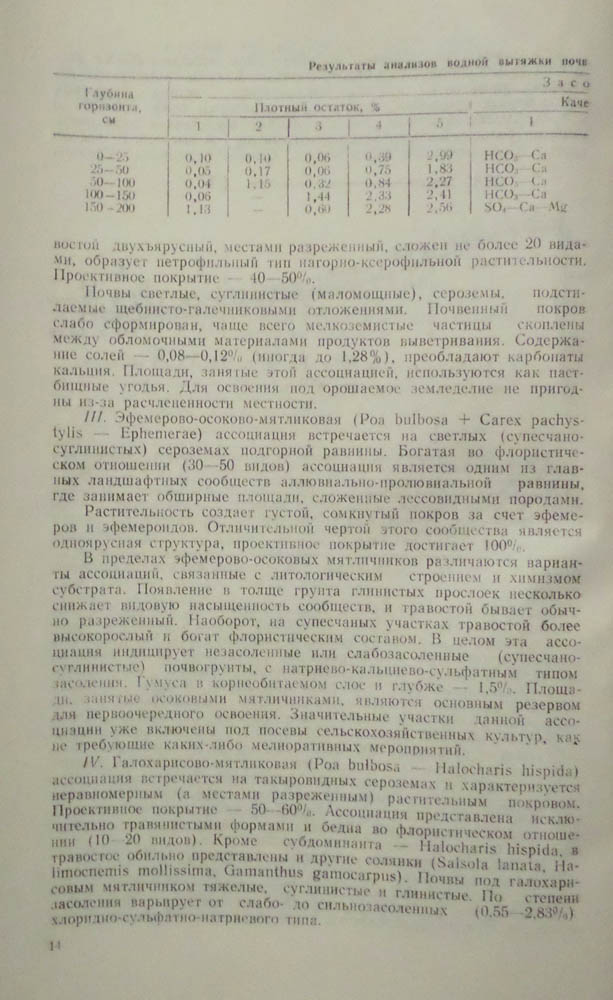 Результаты анализов водной вытяжки почв
Глубина горизонта, см
Засо
Плотный остаток, %
Каче
1 2 3 4 5 1
0—25 0,10 0,10 0,06 0,39 2,99 HCO₃—Ca
25—50 0,05 0,17 0,06 0,75 1,83 HCO₃—Ca
50—100 0,04 1,15 0,32 0,84 2,27 HCO₃—Ca
100—150 0,06 — 1,44 2,33 2,41 HCO₃—Ca
150—200 1,13 — 0,60 2,28 2,56 SO₄—Ca—Mg
востой двухъярусный, местами разреженный, сложен не более 20 вида-
ми, образует петрофильный тип нагорно-ксерофильной растительности.
Проективное покрытие — 40—50%.
Почвы светлые, суглинистые (маломощные), сероземы, подсти-
лаемые щебнисто-галечниковыми отложениями. Почвенный покров
слабо сформирован, чаще всего мелкоземистые частицы скоплены
между обломочными материалами продуктов выветривания. Содержа-
ние солей — 0,08—0,12% (иногда до 1,28%), преобладают карбонаты
кальция. Площади, занятые этой ассоциацией, используются как паст-
бищные угодья. Для освоения под орошаемое земледелие не пригод-
ны из-за расчлененности местности.
III. Эфемерово-осоково-мятликовая (Poa bulbosa + Carex pachys-
tylis — Ephemerae) ассоциация встречается на светлых (супесчано-
суглинистых) сероземах подгорной равнины. Богатая во флористиче-
ском отношении (30—50 видов) ассоциация является одним из глав-
ных ландшафтных сообществ аллювиально-пролювиальной равнины,
где занимает обширные площади, сложенные лессовидными породами.
Растительность создает густой, сомкнутый покров за счет эфеме-
ров и эфемероидов. Отличительной чертой этого сообщества является
одноярусная структура, проективное покрытие достигает 100%.
В пределах эфемерово-осоковых мятличников различаются вариан-
ты ассоциаций, связанные с литологическим строением и химизмом
субстрата. Появление в толще грунта глинистых прослоек несколько
снижает видовую насыщенность сообществ, и травостой бывает обыч-
но разреженный. Наоборот, на супесчаных участках травостой более
высокорослый и богат флористическим составом. В целом эта ассо-
циация индицирует незасоленные или слабозасоленные (супесчано-
суглинистые) почвогрунты, с натриево-кальциево-сульфатным типом
засоления. Гумуса в корнеобитаемом слое и глубже — 1,5%. Площа-
ди, занятые осоковыми мятличниками, являются основным резервом
для первоочередного освоения. Значительные участки данной ассо-
циации уже включены под посевы сельскохозяйственных культур, как
не требующие каких-либо мелиоративных мероприятий.
IV. Галохарисово-мятликовая (Poa bulbosa — Halocharis hispida)
ассоциация встречается на такыровидных сероземах и характеризуется
неравномерным (а местами разреженным) растительным покровом.
Проективное покрытие — 50—60%. Ассоциация представлена исклю-
чительно травянистыми формами и бедна во флористическом отноше-
нии (10—20 видов). Кроме субдоминанта — Halocharis hispida, в
травостое обильно представлены и другие солянки (Salsola lanata, Ha-
limocnemis mollissima, Gamanthus gamocarpus). Почвы под галохари-
совым мятличником тяжелые, суглинистые и глинистые. По степени
засоления варьирует от слабо- до сильнозасоленных (0,55—2,83%)
хлоридно-сульфатно-натриевого типа.
14